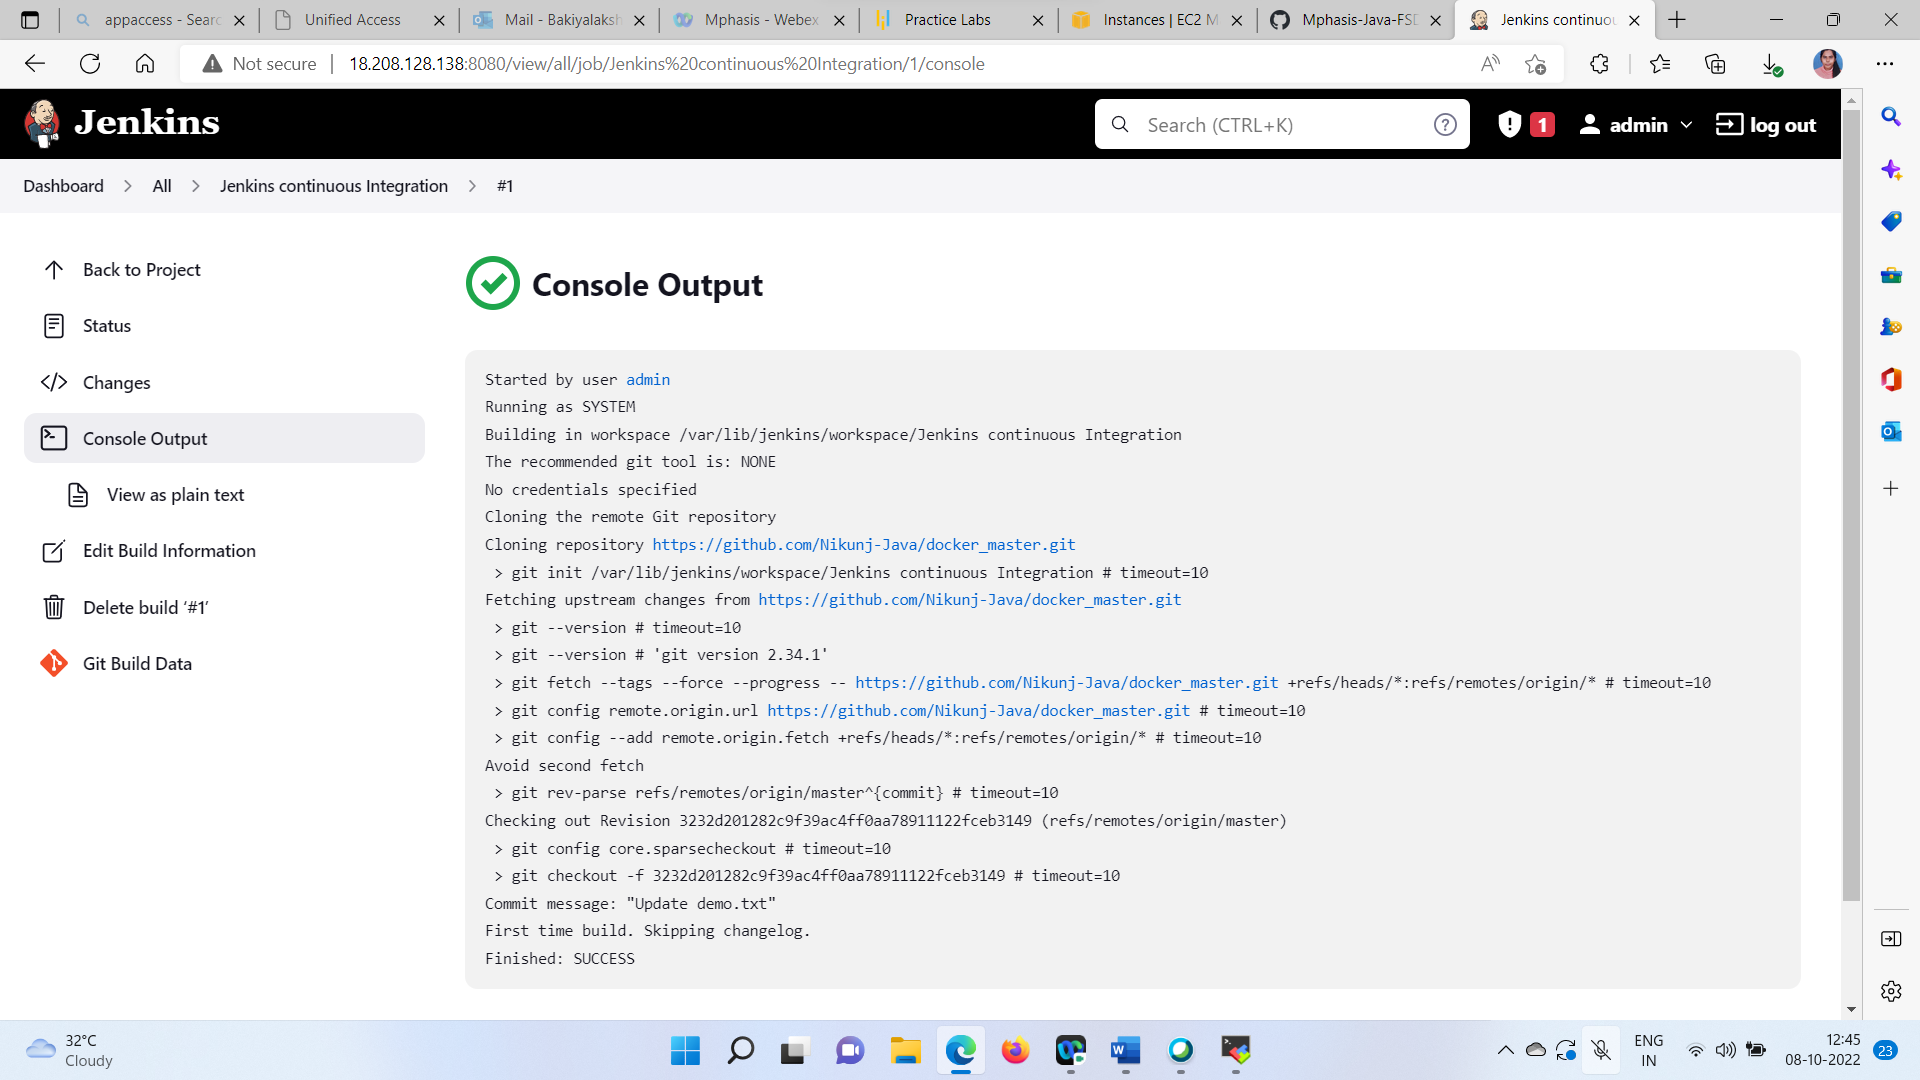 appaccess - Searc
Unified Access
Mail - Bakiyalaksh
Mphasis - Webex
Practice Labs
Instances | EC2 M
Mphasis-Java-FSD
Jenkins continuou
Not secure
18.208.128.138:8080/view/all/job/Jenkins%20continuous%20Integration/1/console
Jenkins
Search (CTRL+K)
1
admin
log out
Dashboard
All
Jenkins continuous Integration
#1
Back to Project
Status
Changes
Console Output
View as plain text
Edit Build Information
Delete build ‘#1’
Git Build Data
Console Output
Started by user admin
Running as SYSTEM
Building in workspace /var/lib/jenkins/workspace/Jenkins continuous Integration
The recommended git tool is: NONE
No credentials specified
Cloning the remote Git repository
Cloning repository https://github.com/Nikunj-Java/docker_master.git
> git init /var/lib/jenkins/workspace/Jenkins continuous Integration # timeout=10
Fetching upstream changes from https://github.com/Nikunj-Java/docker_master.git
> git --version # timeout=10
> git --version # 'git version 2.34.1'
> git fetch --tags --force --progress -- https://github.com/Nikunj-Java/docker_master.git +refs/heads/*:refs/remotes/origin/* # timeout=10
> git config remote.origin.url https://github.com/Nikunj-Java/docker_master.git # timeout=10
> git config --add remote.origin.fetch +refs/heads/*:refs/remotes/origin/* # timeout=10
Avoid second fetch
> git rev-parse refs/remotes/origin/master^{commit} # timeout=10
Checking out Revision 3232d201282c9f39ac4ff0aa78911122fceb3149 (refs/remotes/origin/master)
> git config core.sparsecheckout # timeout=10
> git checkout -f 3232d201282c9f39ac4ff0aa78911122fceb3149 # timeout=10
Commit message: "Update demo.txt"
First time build. Skipping changelog.
Finished: SUCCESS
32°C
Cloudy
ENG
IN
12:45
08-10-2022
23